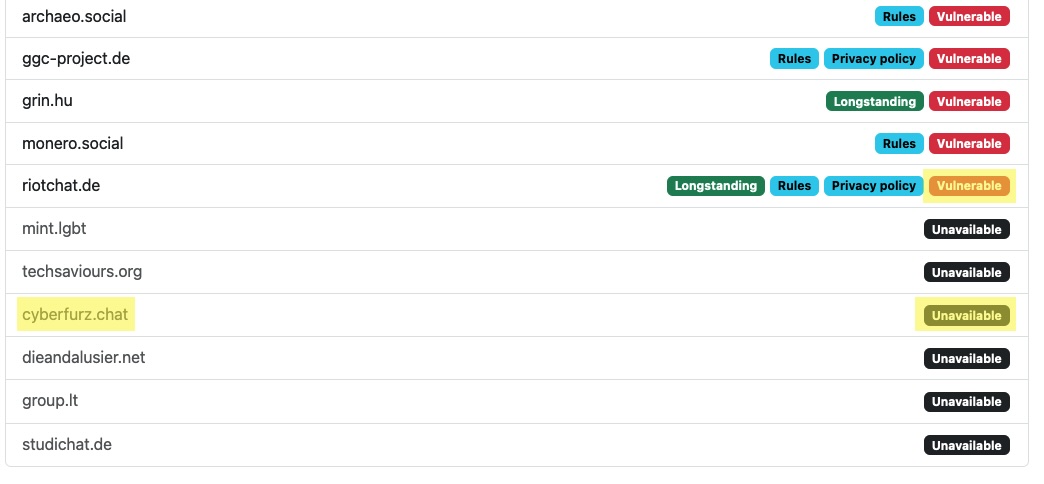 archaeo.social Rules Vulnerable
ggc-project.de Rules Privacy policy Vulnerable
grin.hu Longstanding Vulnerable
monero.social Rules Vulnerable
riotchat.de Longstanding Rules Privacy policy Vulnerable
mint.lgbt Unavailable
techsaviours.org Unavailable
cyberfurz.chat Unavailable
dieandalusier.net Unavailable
group.lt Unavailable
studichat.de Unavailable